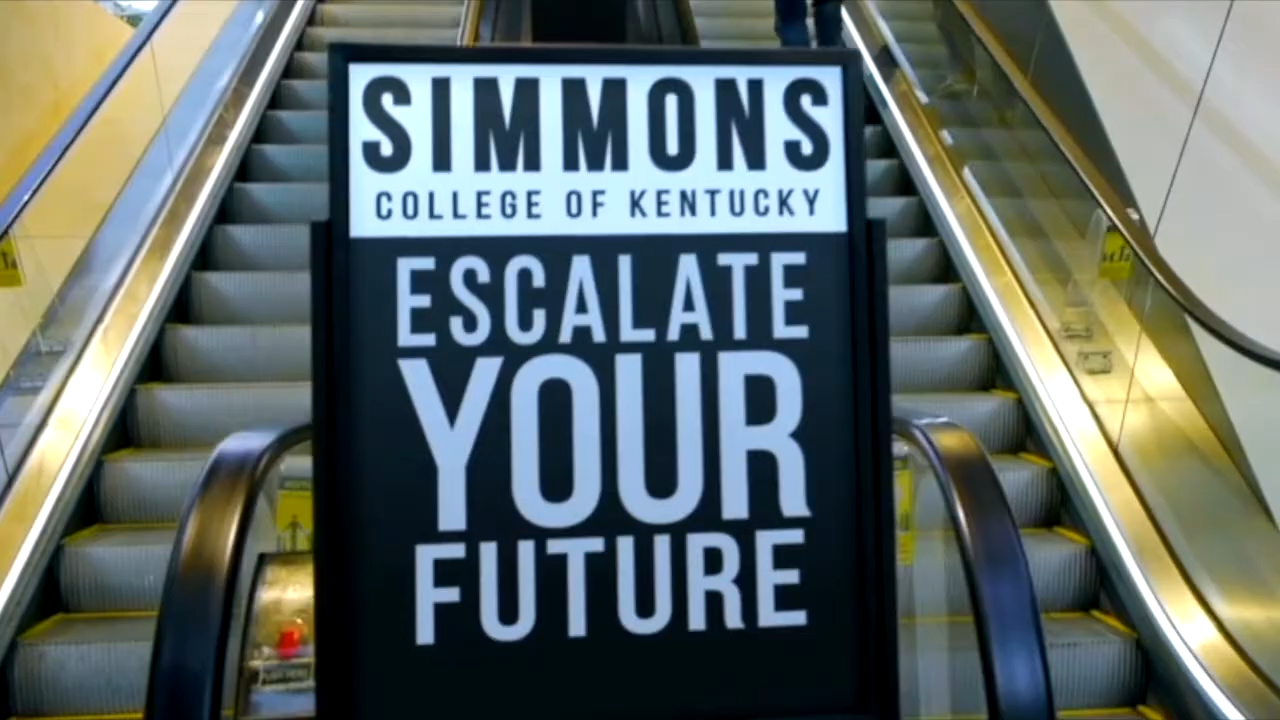 SIMMONS
COLLEGE OF KENTUCKY
ESCALATE
YOUR
FUTURE